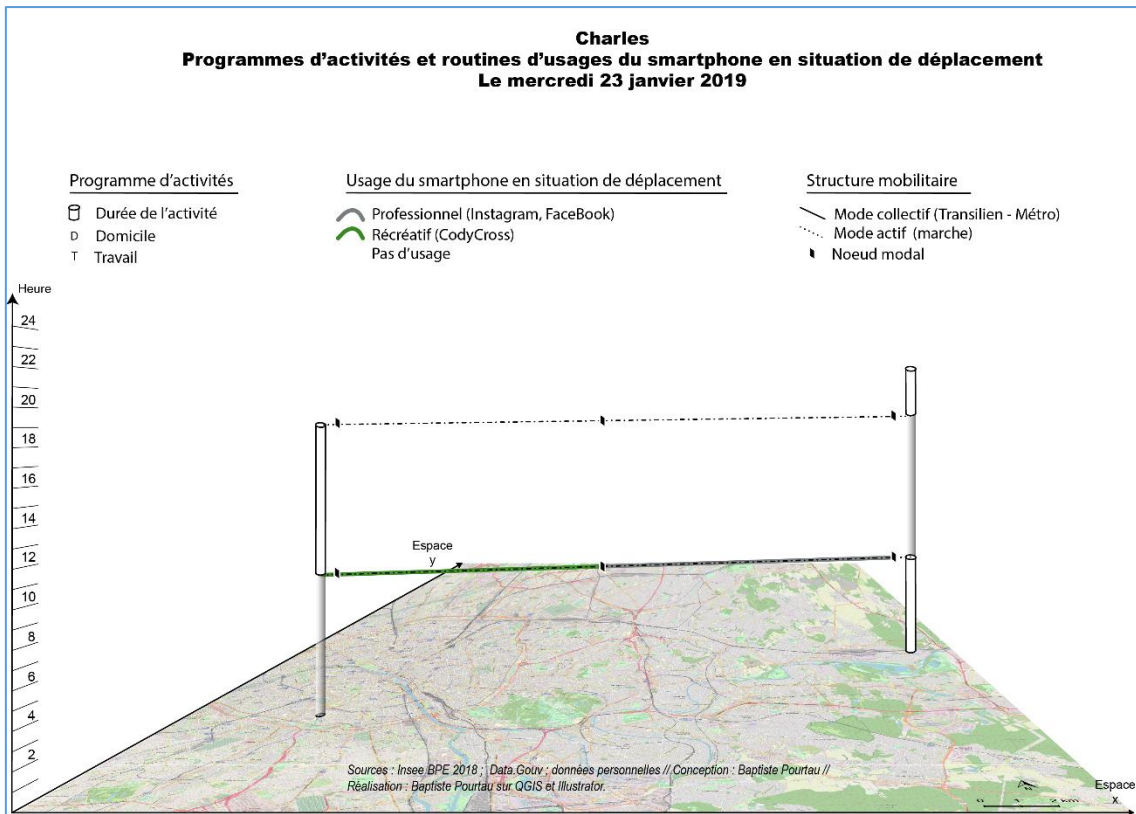 Charles
Programmes d'activités et routines d'usages du smartphone en situation de déplacement
Le mercredi 23 janvier 2019
Programme d'activités
Durée de l'activité
D Domicile
T Travail
Usage du smartphone en situation de déplacement
Professionnel (Instagram, FaceBook)
Récréatif (CodyCross)
Pas d'usage
Structure mobilitaire
Mode collectif (Transilien - Métro)
Mode actif (marche)
Noeud modal
Heure
24
22
20
18
16
14
12
10
8
6
4
2
Espace
y
Sources : Insee BPE 2018 ; Data.Gouv ; données personnelles // Conception : Baptiste Pourtau //
Réalisation : Baptiste Pourtau sur QGIS et Illustrator.
N
0 1 2 km
Espace
x